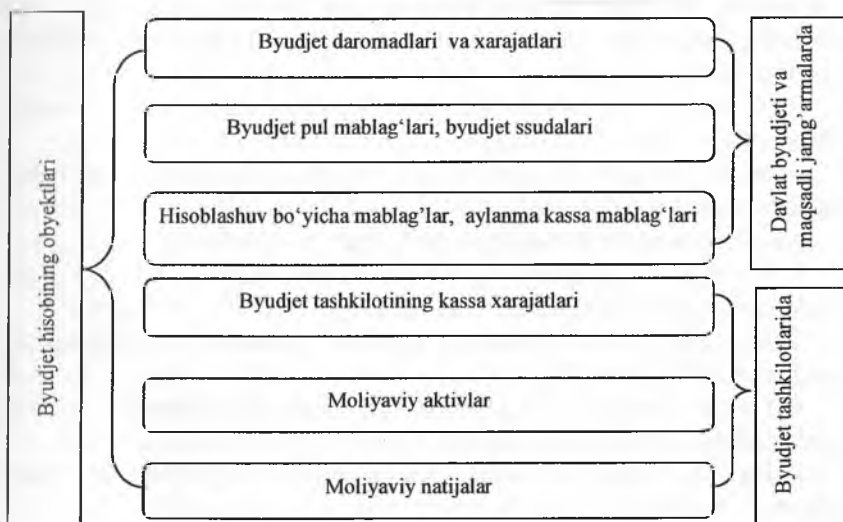 Byudjet hisobining obyektlari
Byudjet daromadlari va xarajatlari
Byudjet pul mablag‘lari, byudjet ssudalari
Hisoblashuv bo‘yicha mablag’lar, aylanma kassa mablag‘lari
Byudjet tashkilotining kassa xarajatlari
Moliyaviy aktivlar
Moliyaviy natijalar
Davlat byudjeti va
maqsadli jamg’armalarda
Byudjet tashkilotlarida